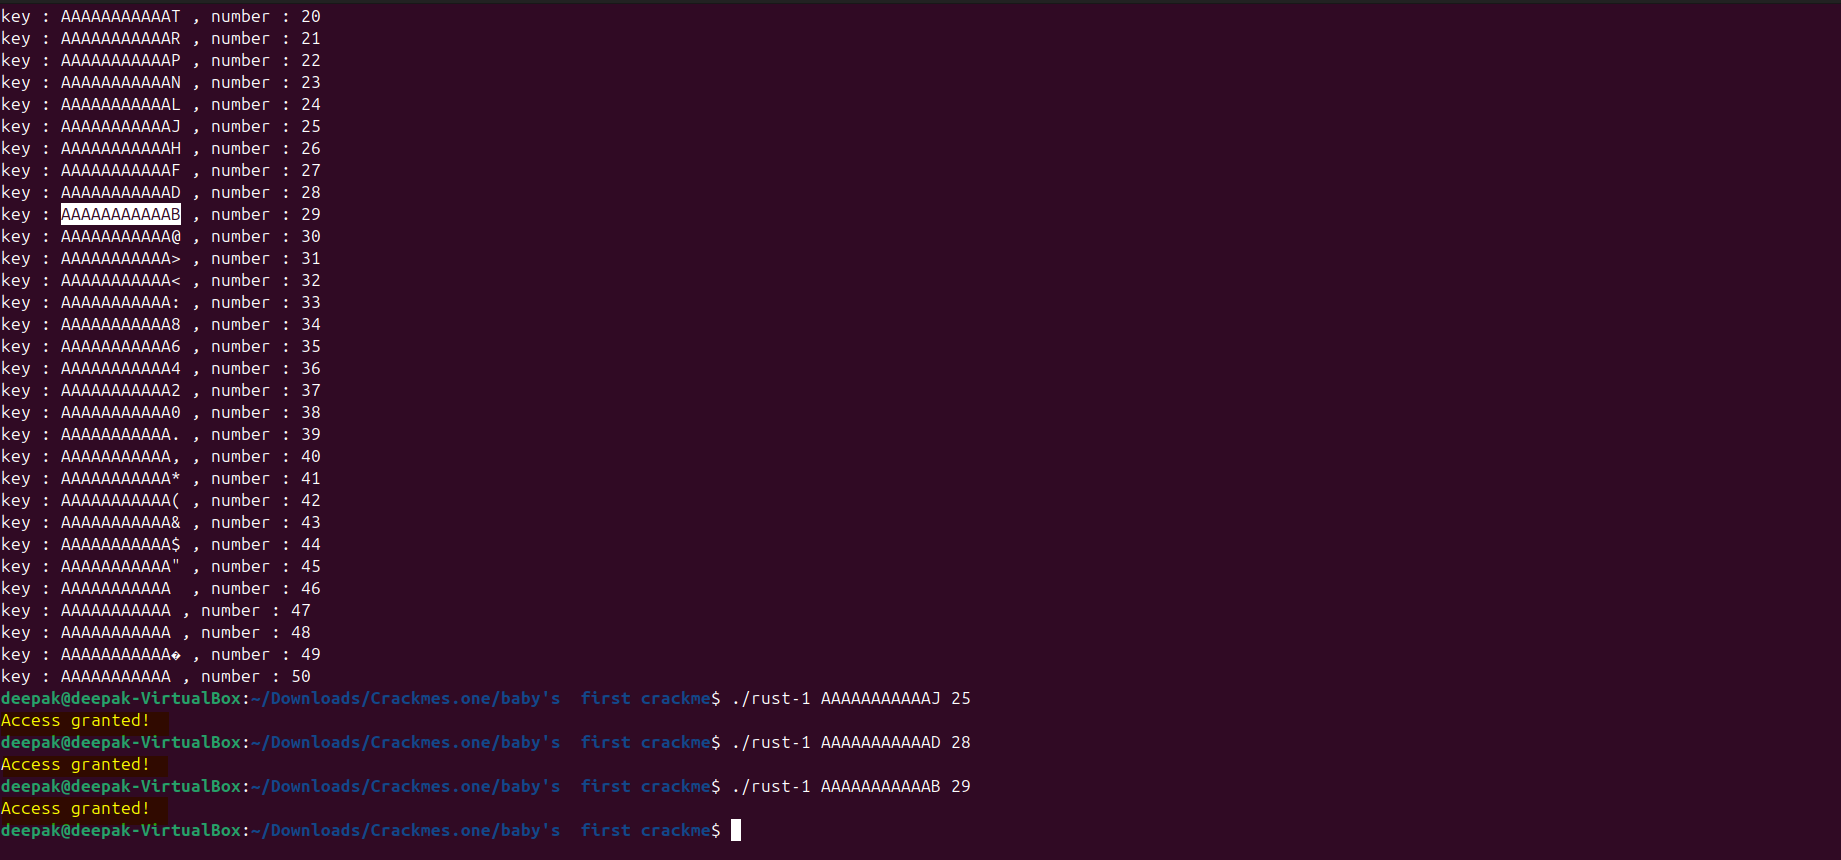 key : AAAAAAAAAAAT , number : 20
key : AAAAAAAAAAAR , number : 21
key : AAAAAAAAAAAP , number : 22
key : AAAAAAAAAAAN , number : 23
key : AAAAAAAAAAAL , number : 24
key : AAAAAAAAAAAJ , number : 25
key : AAAAAAAAAAAH , number : 26
key : AAAAAAAAAAAF , number : 27
key : AAAAAAAAAAAD , number : 28
key : AAAAAAAAAAAB , number : 29
key : AAAAAAAAAAA@ , number : 30
key : AAAAAAAAAAA> , number : 31
key : AAAAAAAAAAA< , number : 32
key : AAAAAAAAAAA: , number : 33
key : AAAAAAAAAAA8 , number : 34
key : AAAAAAAAAAA6 , number : 35
key : AAAAAAAAAAA4 , number : 36
key : AAAAAAAAAAA2 , number : 37
key : AAAAAAAAAAA0 , number : 38
key : AAAAAAAAAAA. , number : 39
key : AAAAAAAAAAA, , number : 40
key : AAAAAAAAAAA* , number : 41
key : AAAAAAAAAAA( , number : 42
key : AAAAAAAAAAA& , number : 43
key : AAAAAAAAAAA$ , number : 44
key : AAAAAAAAAAA" , number : 45
key : AAAAAAAAAAA  , number : 46
key : AAAAAAAAAAA , number : 47
key : AAAAAAAAAAA , number : 48
key : AAAAAAAAAAA� , number : 49
key : AAAAAAAAAAA , number : 50
deepak@deepak-VirtualBox:~/Downloads/Crackmes.one/baby's  first crackme$ ./rust-1 AAAAAAAAAAAJ 25
Access granted!
deepak@deepak-VirtualBox:~/Downloads/Crackmes.one/baby's  first crackme$ ./rust-1 AAAAAAAAAAAD 28
Access granted!
deepak@deepak-VirtualBox:~/Downloads/Crackmes.one/baby's  first crackme$ ./rust-1 AAAAAAAAAAAB 29
Access granted!
deepak@deepak-VirtualBox:~/Downloads/Crackmes.one/baby's  first crackme$